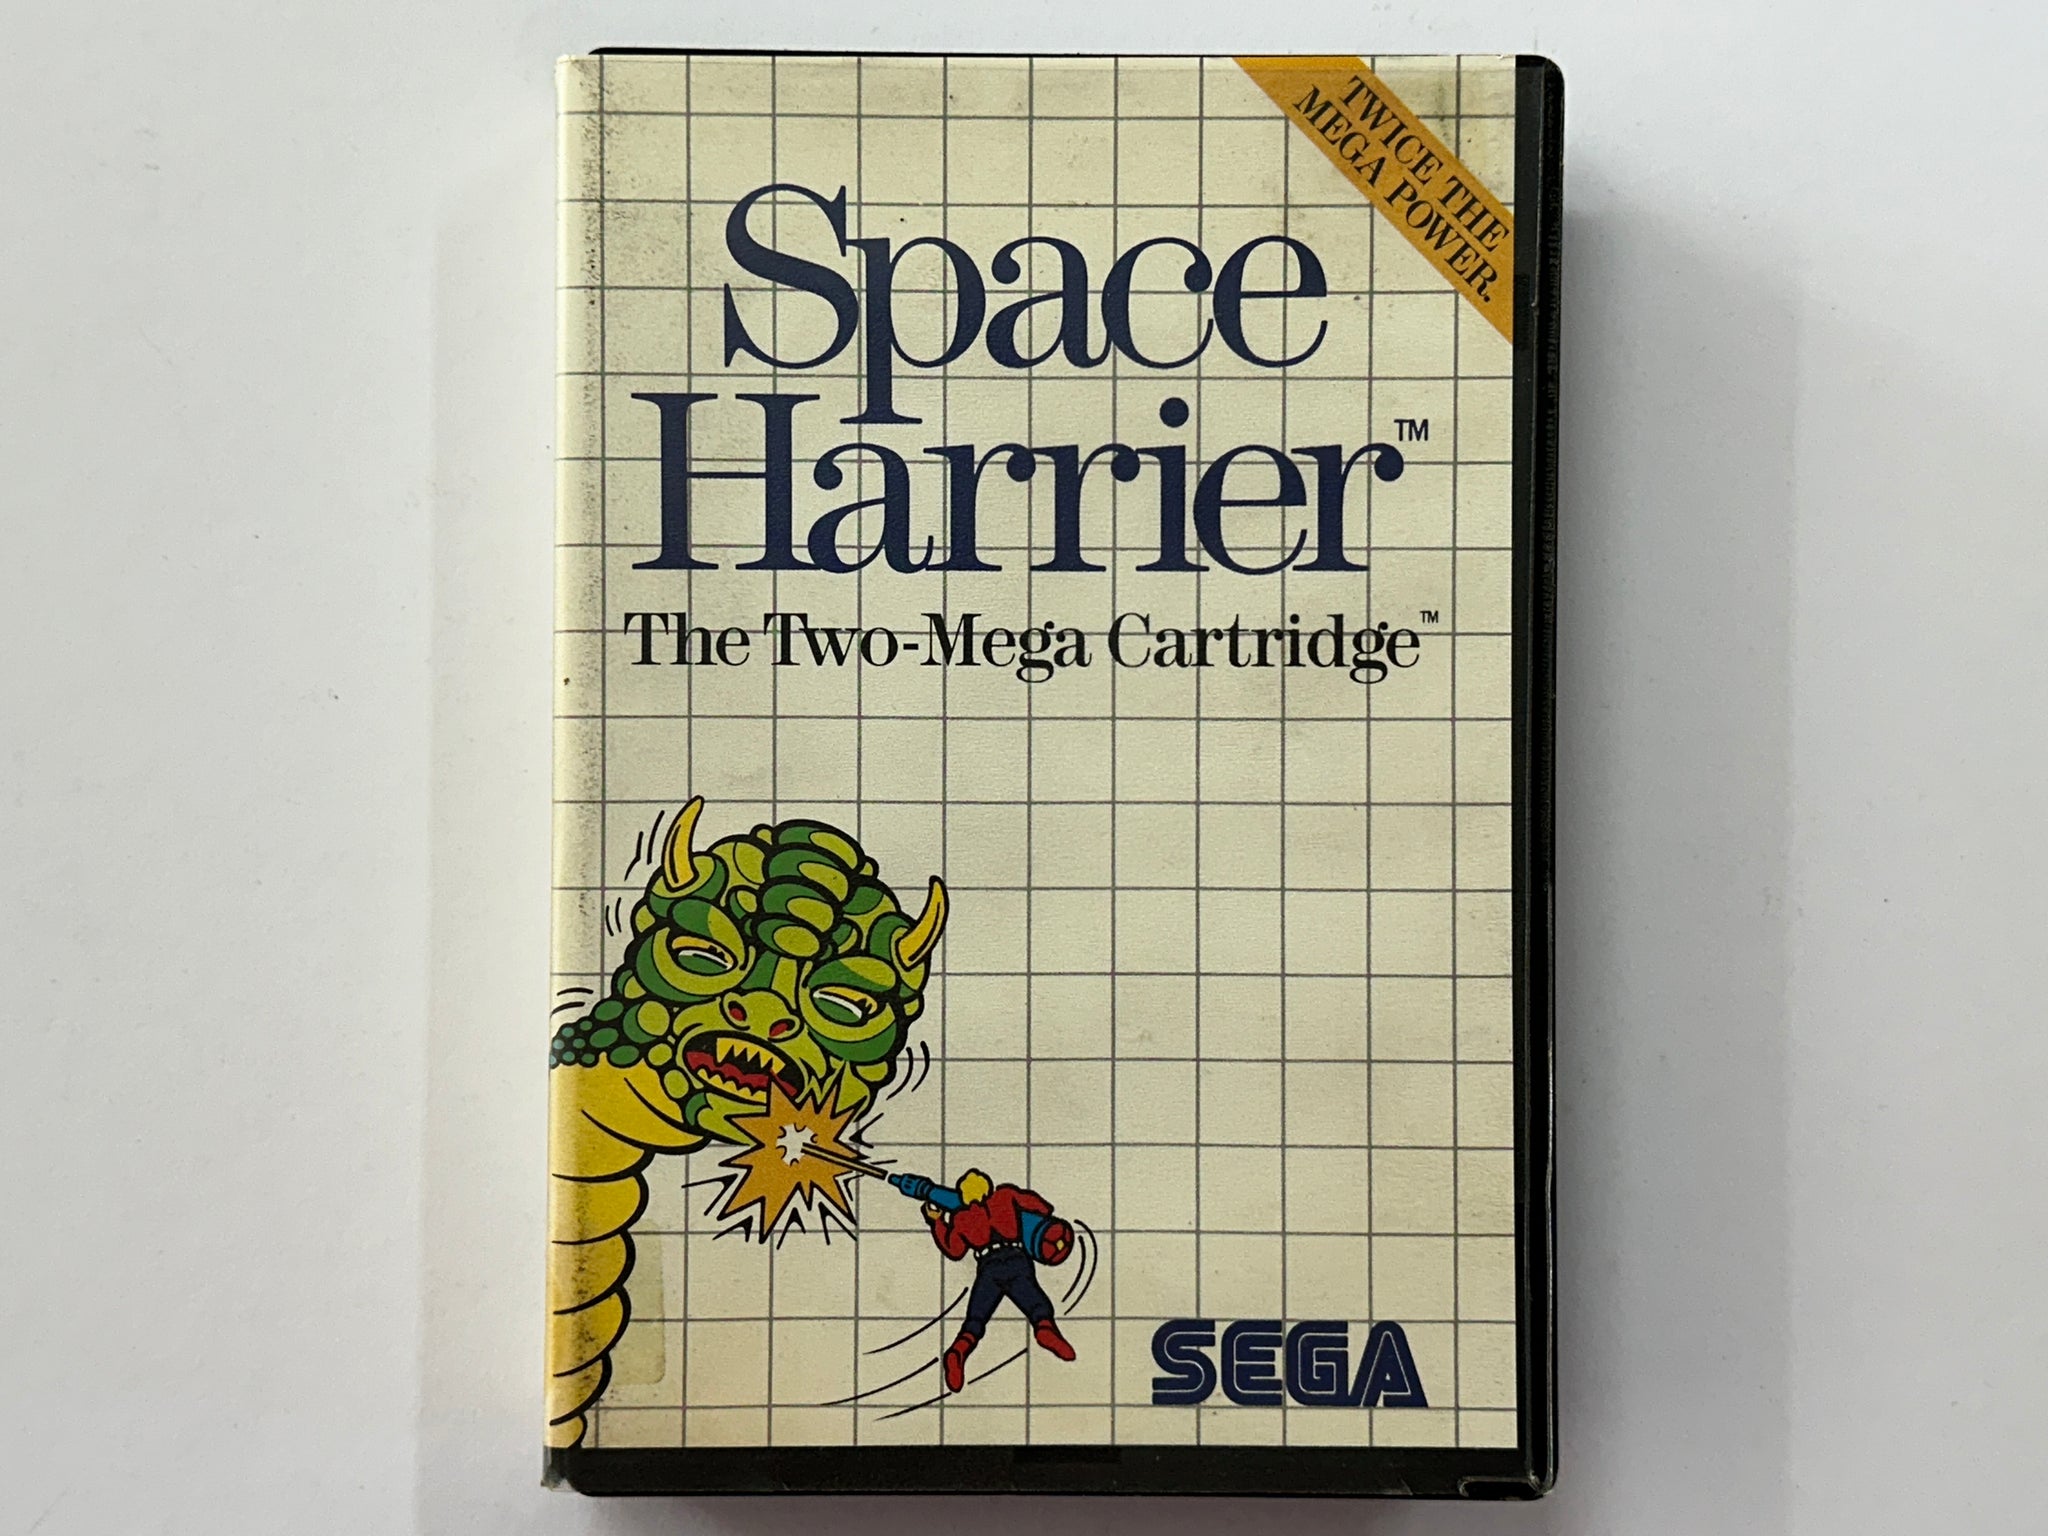 TWICE THE
MEGA POWER.
Space
Harrier™
The Two-Mega Cartridge™
SEGA